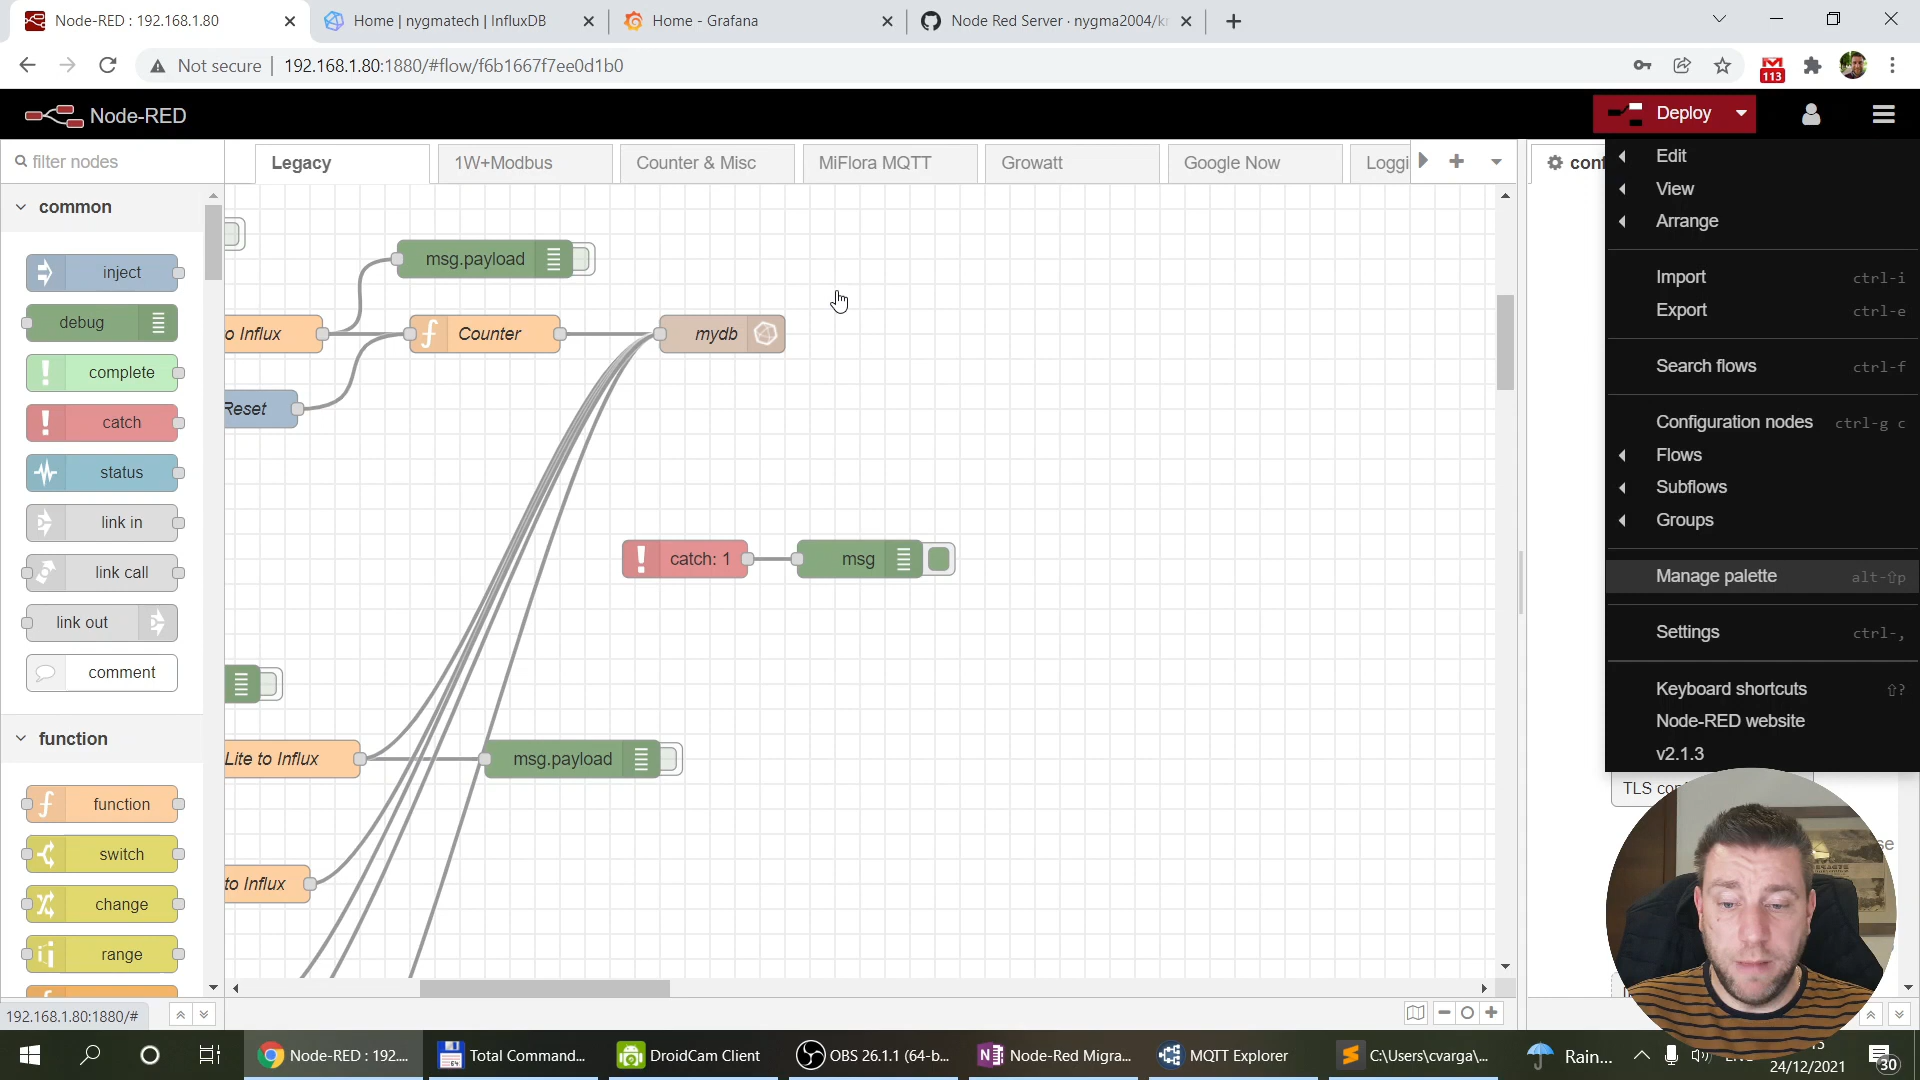 Node-RED : 192.168.1.80
Home | nygmatech | InfluxDB
Home - Grafana
Node Red Server · nygma2004/kr
Not secure
192.168.1.80:1880/#flow/f6b1667f7ee0d1b0
113
Node-RED
Deploy
filter nodes
Legacy
1W+Modbus
Counter & Misc
MiFlora MQTT
Growatt
Google Now
Loggi
conf
common
inject
debug
complete
catch
status
link in
link call
link out
comment
function
function
switch
change
range
msg.payload
o Influx
Counter
mydb
Reset
catch: 1
msg
Lite to Influx
msg.payload
to Influx
Edit
View
Arrange
Import ctrl-i
Export ctrl-e
Search flows ctrl-f
Configuration nodes ctrl-g c
Flows
Subflows
Groups
Manage palette alt-⇧p
Settings ctrl-,
Keyboard shortcuts ⇧?
Node-RED website
v2.1.3
TLS con
se
192.168.1.80:1880/#
Node-RED : 192....
Total Command...
DroidCam Client
OBS 26.1.1 (64-b...
Node-Red Migra...
MQTT Explorer
C:\Users\cvarga\...
Rain...
24/12/2021
30